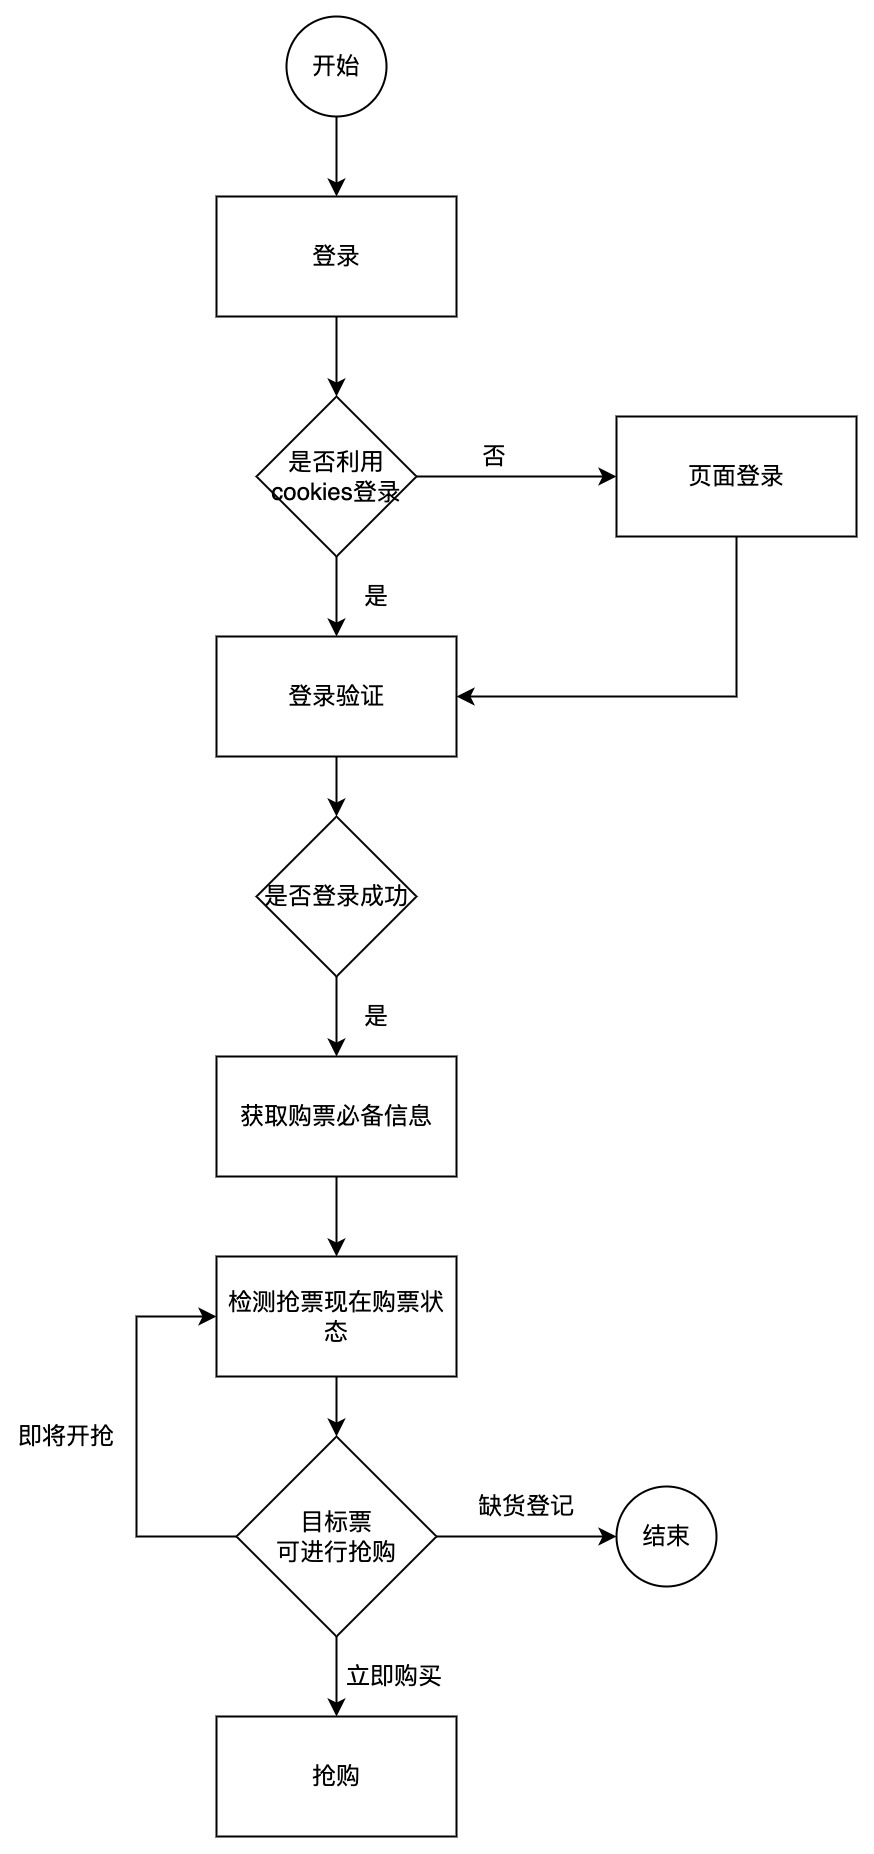 开始
登录
是否利用
cookies登录
否
页面登录
是
登录验证
是否登录成功
是
获取购票必备信息
检测抢票现在购票状
态
即将开抢
目标票
可进行抢购
缺货登记
结束
立即购买
抢购